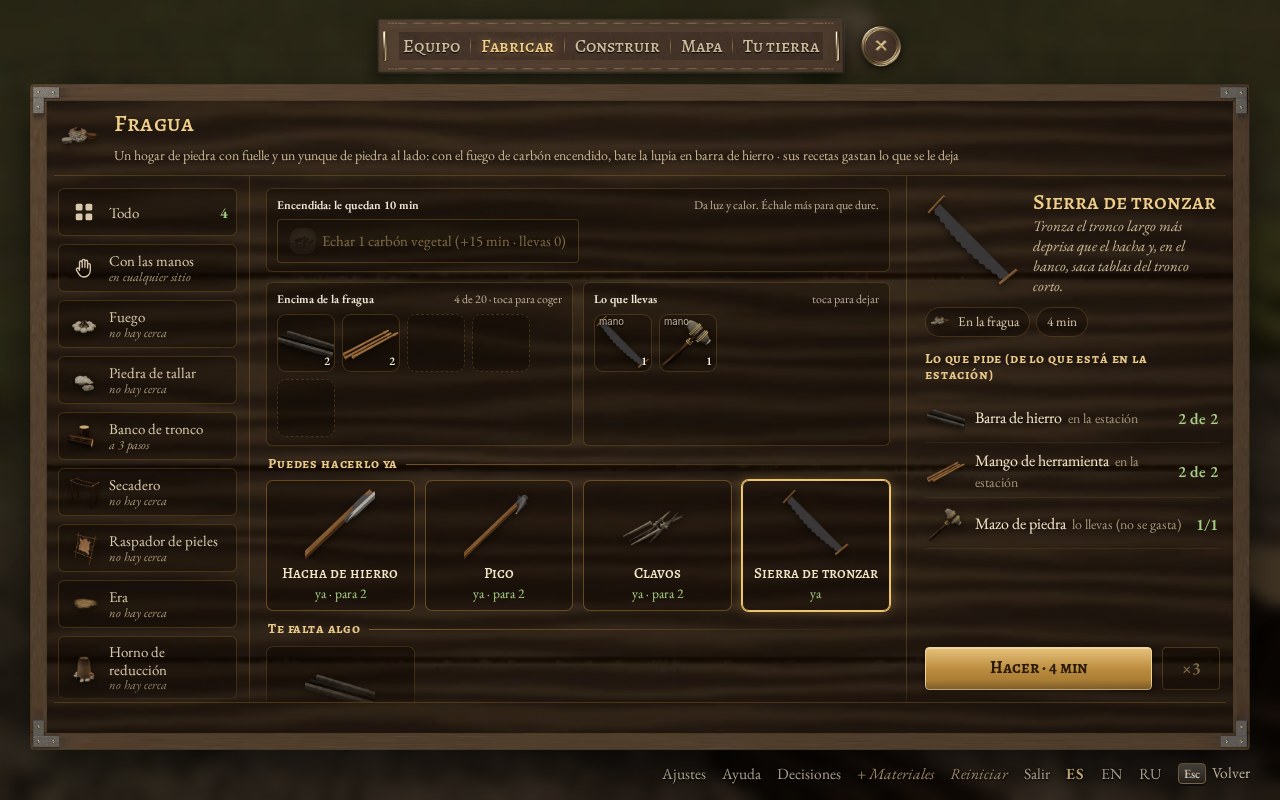 Equipo
Fabricar
Construir
Mapa
Tu tierra
×
Fragua
Un hogar de piedra con fuelle y un yunque de piedra al lado: con el fuego de carbón encendido, bate la lupia en barra de hierro · sus recetas gastan lo que se le deja
Todo 4
Con las manos
en cualquier sitio
Fuego
no hay cerca
Piedra de tallar
no hay cerca
Banco de tronco
a 3 pasos
Secadero
no hay cerca
Raspador de pieles
no hay cerca
Era
no hay cerca
Horno de
reducción
no hay cerca
Encendida: le quedan 10 min
Da luz y calor. Échale más para que dure.
Echar 1 carbón vegetal (+15 min · llevas 0)
Encima de la fragua
4 de 20 · toca para coger
2
2
Lo que llevas
toca para dejar
mano
1
mano
1
Puedes hacerlo ya
Hacha de hierro
ya · para 2
Pico
ya · para 2
Clavos
ya · para 2
Sierra de tronzar
ya
Te falta algo
Sierra de tronzar
Tronza el tronco largo más
deprisa que el hacha y, en el
banco, saca tablas del tronco
corto.
En la fragua
4 min
Lo que pide (de lo que está en la
estación)
Barra de hierro en la estación 2 de 2
Mango de herramienta en la
estación
2 de 2
Mazo de piedra lo llevas (no se gasta) 1/1
Hacer · 4 min
×3
Ajustes
Ayuda
Decisiones
+ Materiales
Reiniciar
Salir
ES
EN
RU
Esc
Volver